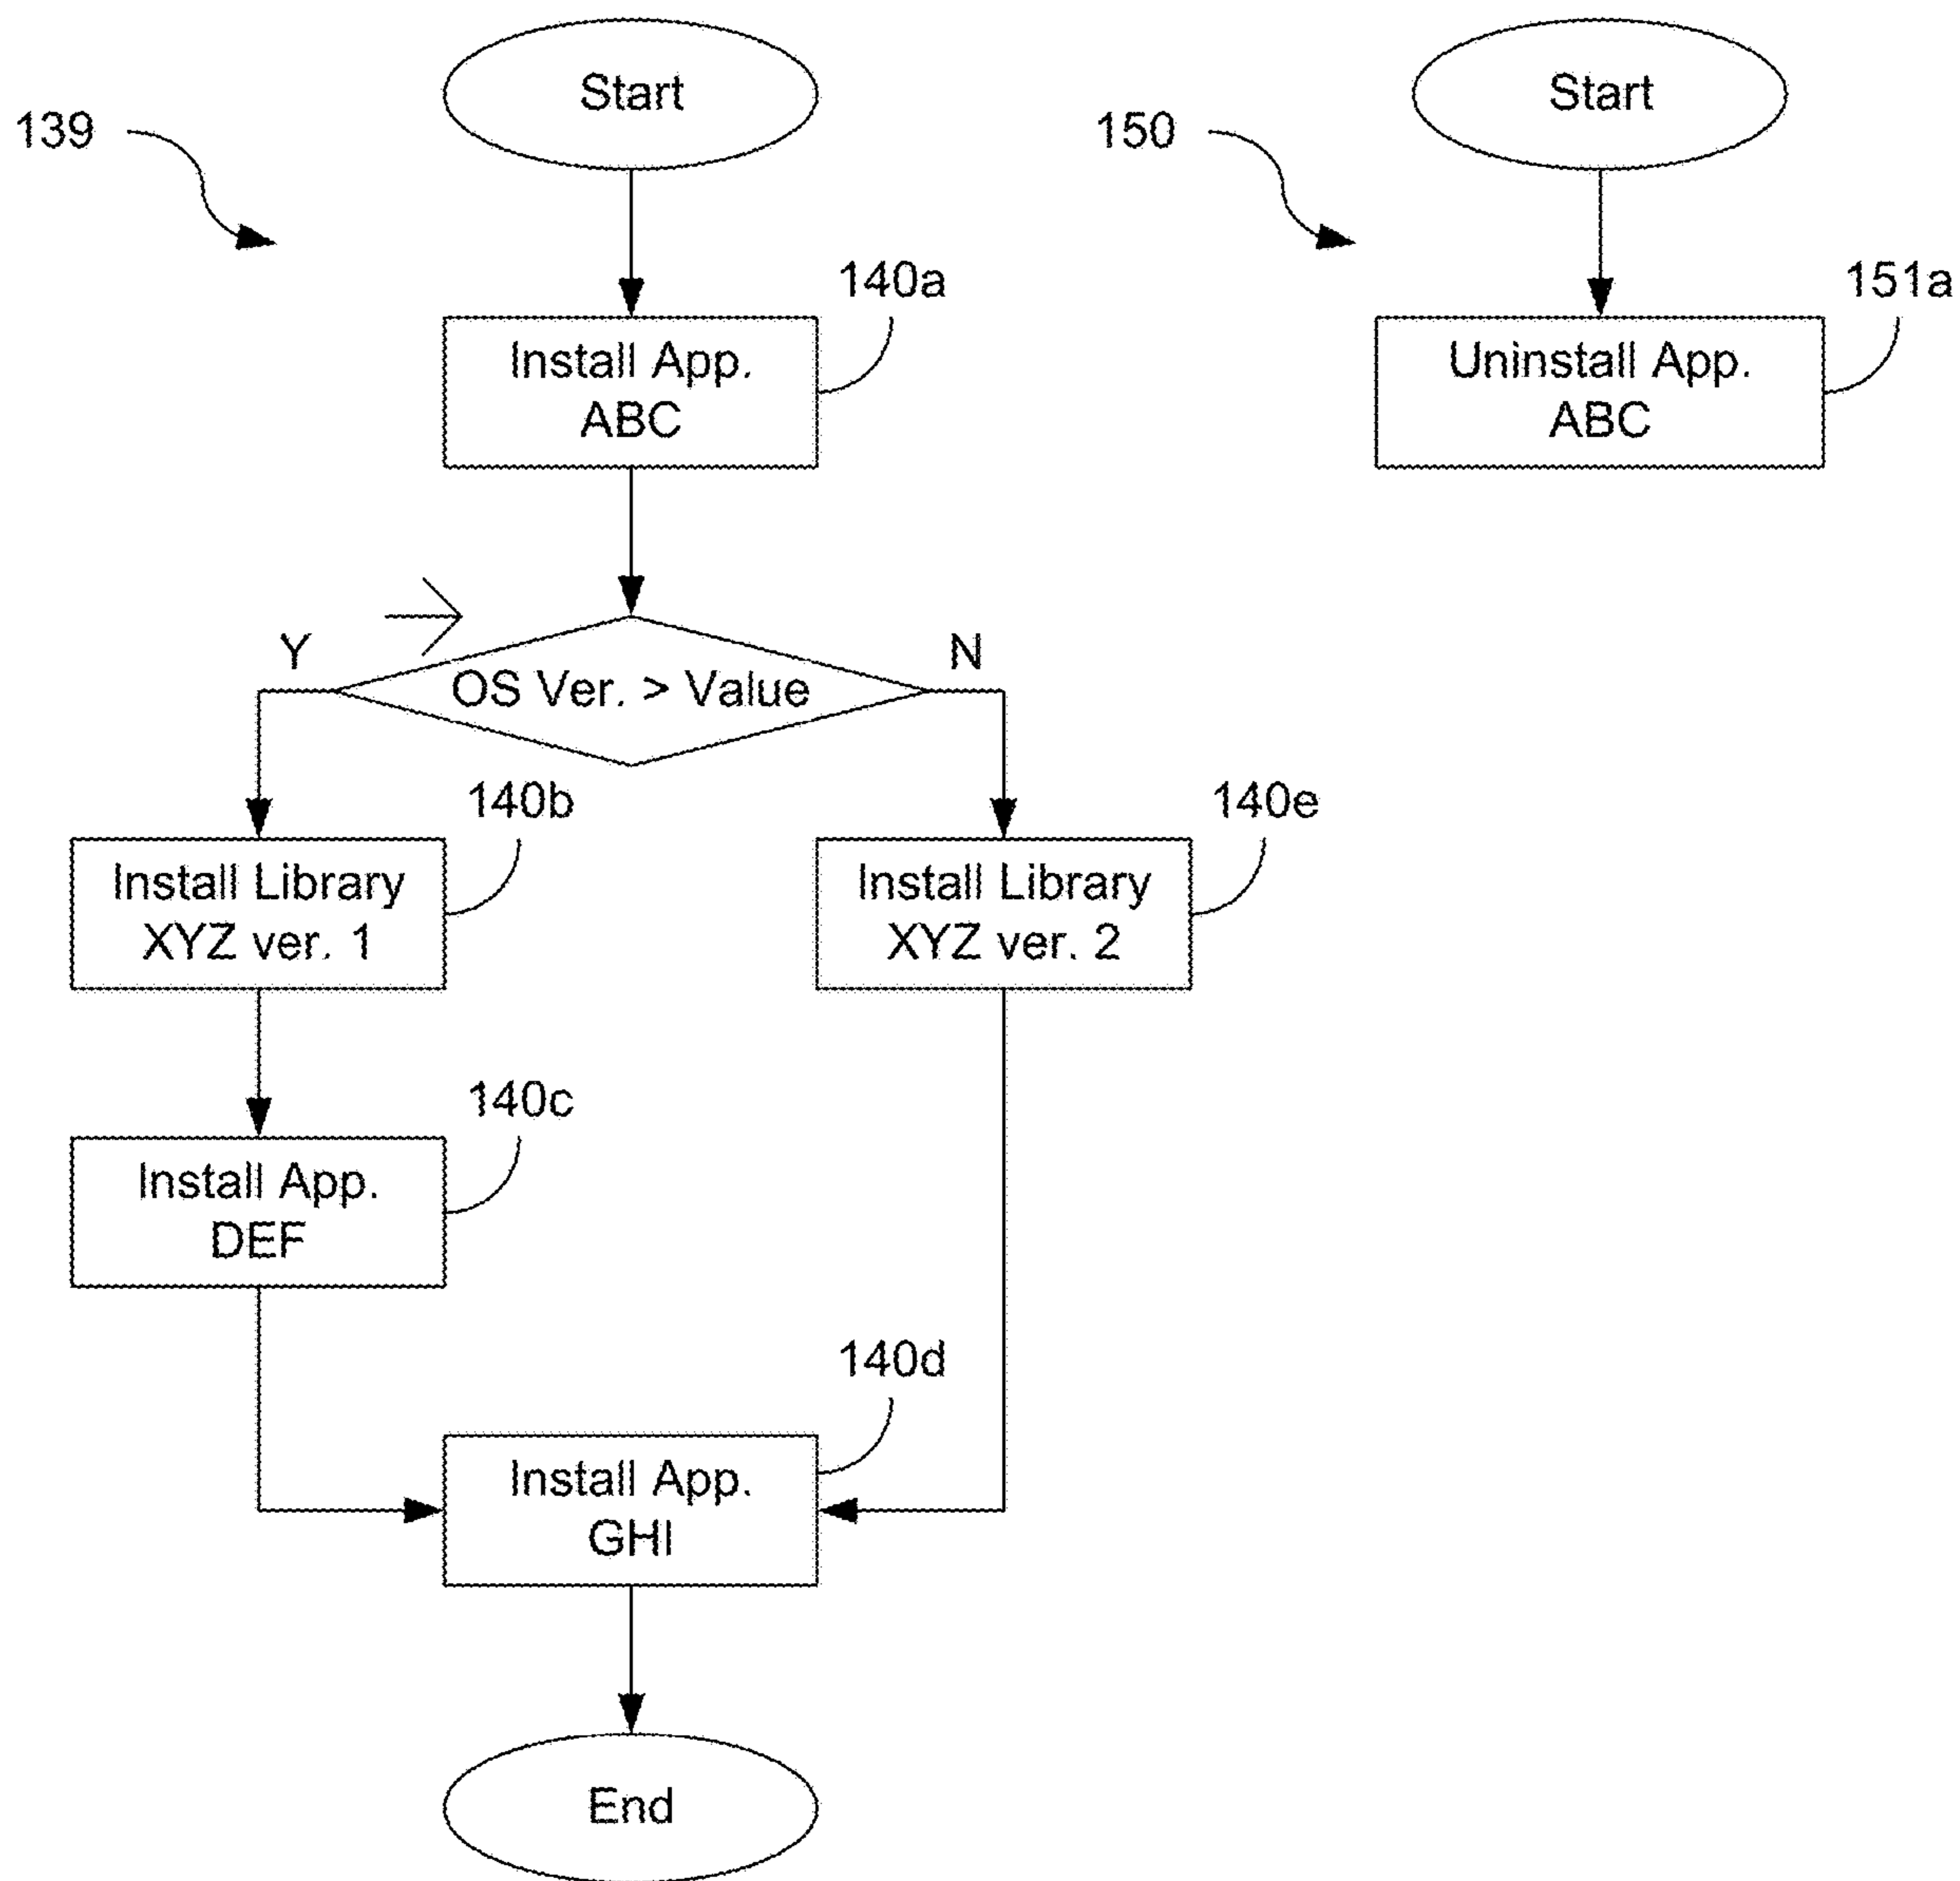 Start
Start
139
150
140a
151a
Install App.
ABC
Uninstall App.
ABC
Y
N
OS Ver. > Value
140b
140e
Install Library
XYZ ver. 1
Install Library
XYZ ver. 2
140c
Install App.
DEF
140d
Install App.
GHI
End